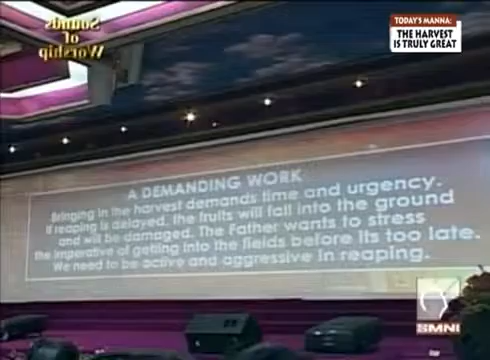 Sounds
of
Worship
TODAY'S MANNA:
THE HARVEST
IS TRULY GREAT
A DEMANDING WORK
Bringing in the harvest demands time and urgency.
If reaping is delayed, the fruits will fall into the ground
and will be damaged. The Father wants to stress
the imperative of getting into the fields before its too late.
We need to be active and aggressive in reaping.
SMNI